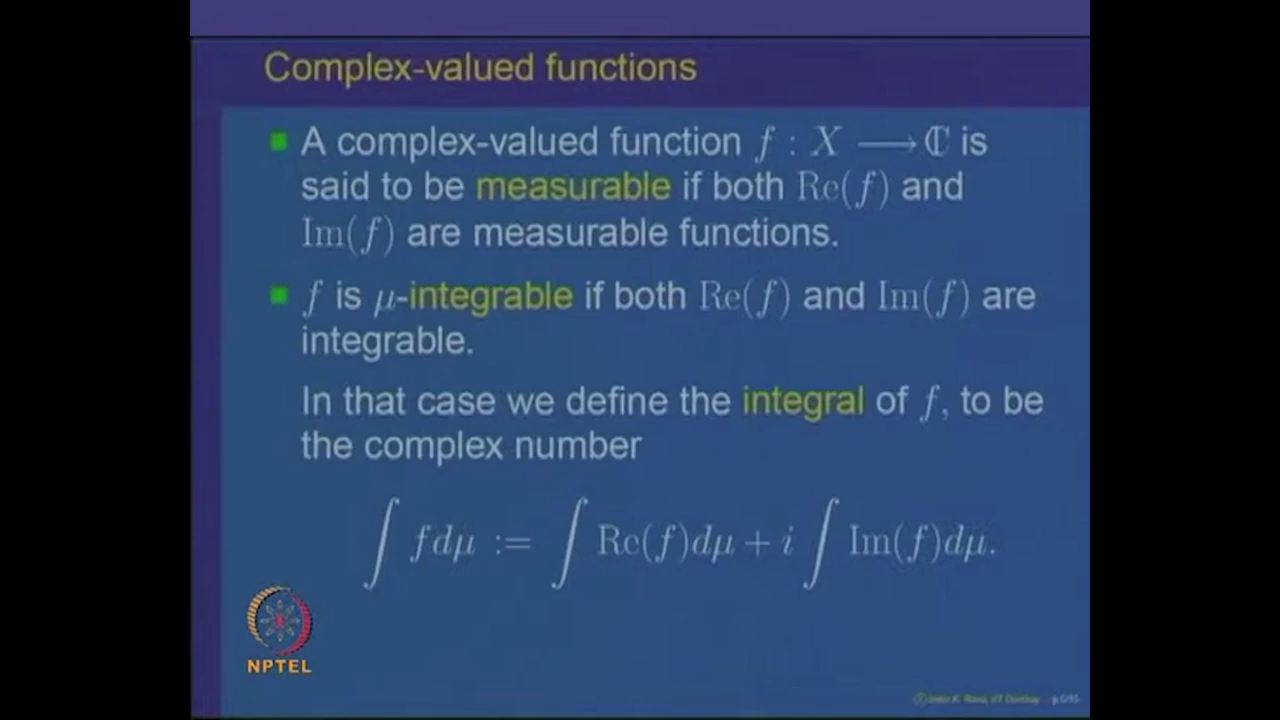 Complex-valued functions
A complex-valued function f : X ⟶ ℂ is
said to be measurable if both Re(f) and
Im(f) are measurable functions.
f is μ-integrable if both Re(f) and Im(f) are
integrable.
In that case we define the integral of f, to be
the complex number
∫ f dμ := ∫ Re(f)dμ + i ∫ Im(f)dμ.
NPTEL